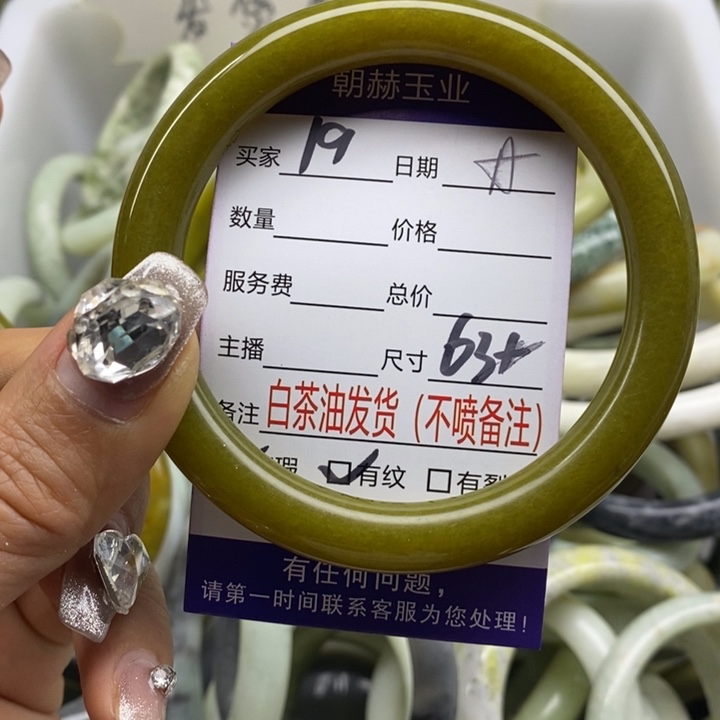 朝赫玉业
买家 19 日期 ☆
数量 价格
服务费 总价
主播 尺寸 63+
备注 白茶油发货 (不喷备注)
瑕 ✓ □有纹 □有裂
有任何问题,
请第一时间联系客服为您处理!